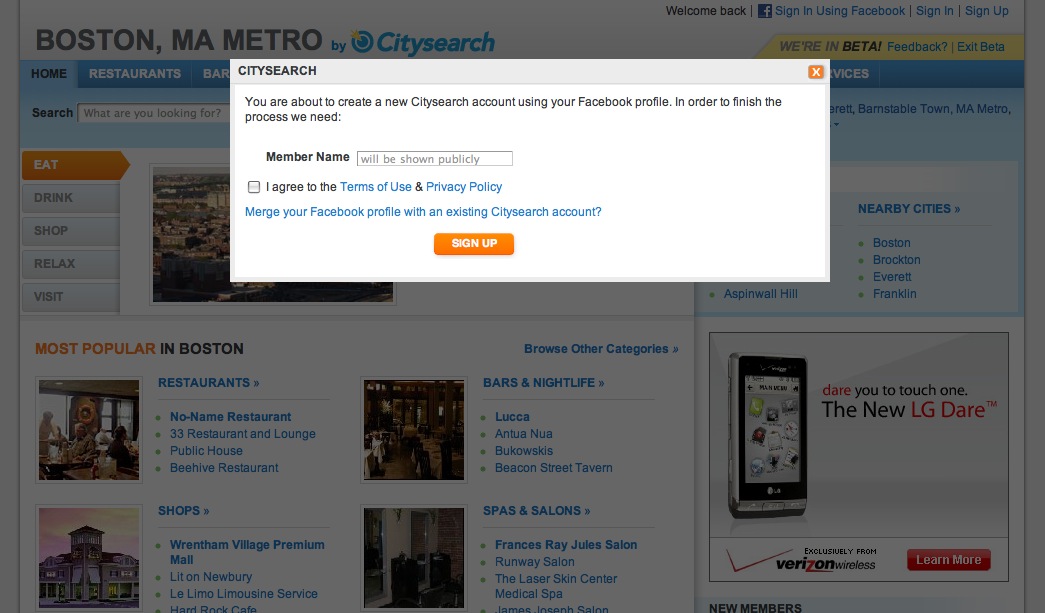 Welcome back | Sign In Using Facebook | Sign In | Sign Up
BOSTON, MA METRO by Citysearch
WE'RE IN BETA! Feedback? | Exit Beta
HOME RESTAURANTS BAR
VICES
Search What are you looking for?
erett, Barnstable Town, MA Metro,
CITYSEARCH X
You are about to create a new Citysearch account using your Facebook profile. In order to finish the
process we need:
Member Name will be shown publicly
I agree to the Terms of Use & Privacy Policy
Merge your Facebook profile with an existing Citysearch account?
SIGN UP
EAT
DRINK
SHOP
RELAX
VISIT
NEARBY CITIES »
Boston
Brockton
Everett
Aspinwall Hill
Franklin
MOST POPULAR IN BOSTON
Browse Other Categories »
RESTAURANTS »
No-Name Restaurant
33 Restaurant and Lounge
Public House
Beehive Restaurant
BARS & NIGHTLIFE »
Lucca
Antua Nua
Bukowskis
Beacon Street Tavern
SHOPS »
Wrentham Village Premium
Mall
Lit on Newbury
Le Limo Limousine Service
Hard Rock Cafe
SPAS & SALONS »
Frances Ray Jules Salon
Runway Salon
The Laser Skin Center
Medical Spa
James Joseph Salon
dare you to touch one.
The New LG Dare™
MAIN MENU
LG
EXCLUSIVELY FROM
verizonwireless
Learn More
NEW MEMBERS